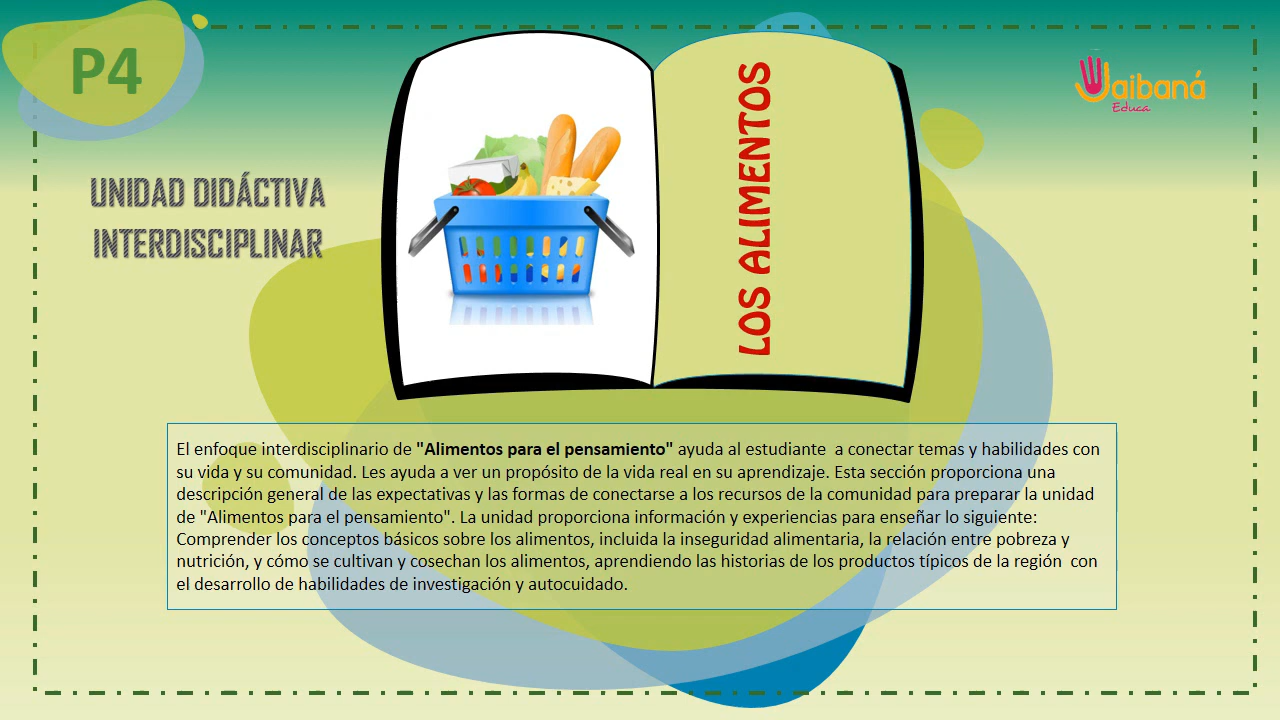 P4
Jaibaná
Educa
UNIDAD DIDÁCTIVA
INTERDISCIPLINAR
LOS ALIMENTOS
El enfoque interdisciplinario de "Alimentos para el pensamiento" ayuda al estudiante  a conectar temas y habilidades con
su vida y su comunidad. Les ayuda a ver un propósito de la vida real en su aprendizaje. Esta sección proporciona una
descripción general de las expectativas y las formas de conectarse a los recursos de la comunidad para preparar la unidad
de "Alimentos para el pensamiento". La unidad proporciona información y experiencias para enseñar lo siguiente:
Comprender los conceptos básicos sobre los alimentos, incluida la inseguridad alimentaria, la relación entre pobreza y
nutrición, y cómo se cultivan y cosechan los alimentos, aprendiendo las historias de los productos típicos de la región  con
el desarrollo de habilidades de investigación y autocuidado.